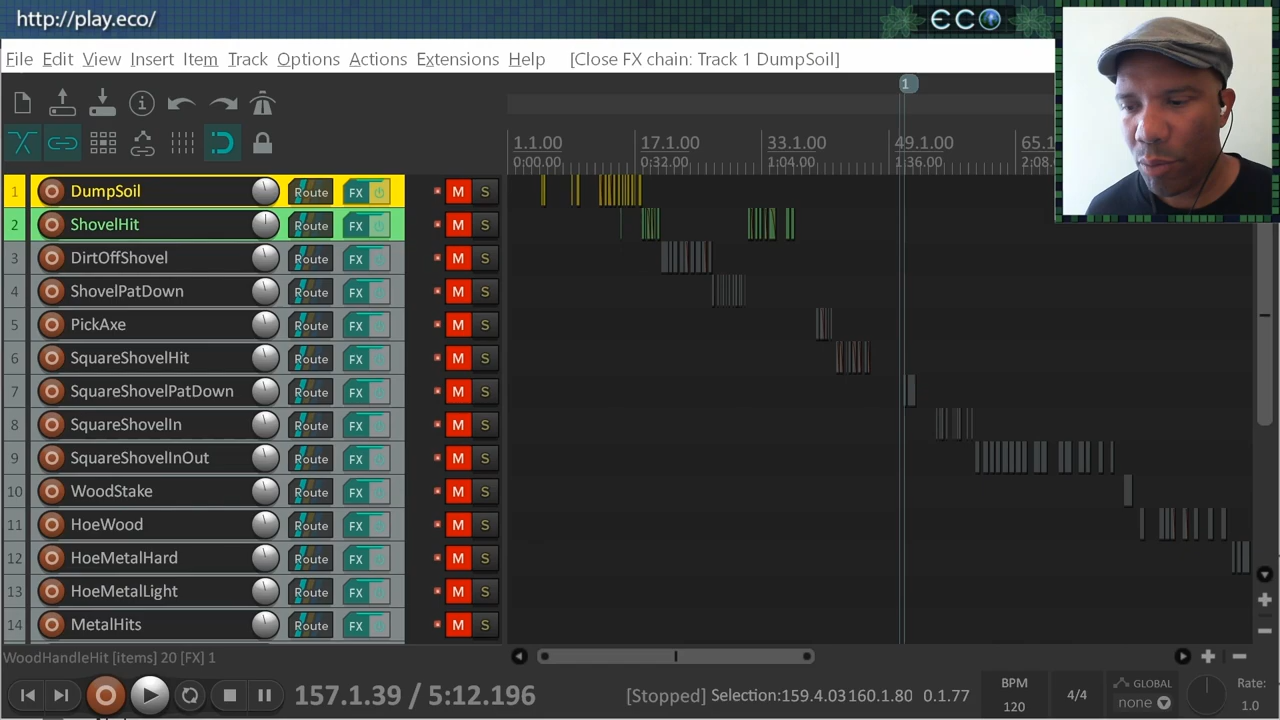 http://play.eco/
ECO
File Edit View Insert Item Track Options Actions Extensions Help [Close FX chain: Track 1 DumpSoil]
1
1.1.00 17.1.00 33.1.00 49.1.00 65.1
0:00.00 0:32.00 1:04.00 1:36.00 2:08.
1 DumpSoil Route FX M S
2 ShovelHit Route FX M S
3 DirtOffShovel Route FX M S
4 ShovelPatDown Route FX M S
5 PickAxe Route FX M S
6 SquareShovelHit Route FX M S
7 SquareShovelPatDown Route FX M S
8 SquareShovelIn Route FX M S
9 SquareShovelInOut Route FX M S
10 WoodStake Route FX M S
11 HoeWood Route FX M S
12 HoeMetalHard Route FX M S
13 HoeMetalLight Route FX M S
14 MetalHits Route FX M S
WoodHandleHit [items] 20 [FX] 1
157.1.39 / 5:12.196 [Stopped] Selection:159.4.03160.1.80 0.1.77 BPM 120 4/4 GLOBAL none Rate: 1.0